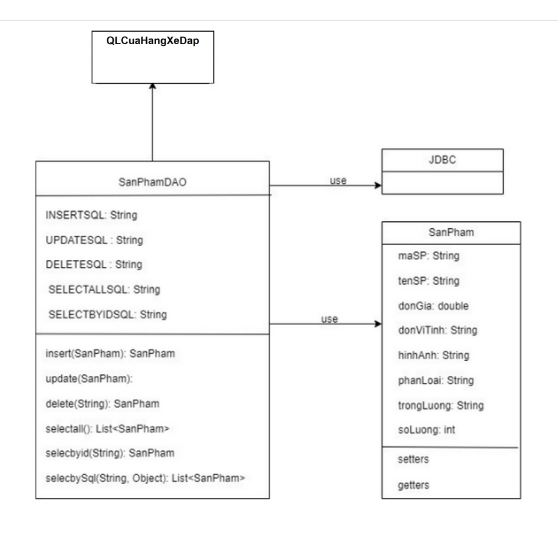 QLCuaHangXeDap
SanPhamDAO
INSERTSQL: String
UPDATESQL : String
DELETESQL : String
SELECTALLSQL: String
SELECTBYIDSQL: String
insert(SanPham): SanPham
update(SanPham):
delete(String): SanPham
selectall(): List<SanPham>
selecbyid(String): SanPham
selecbySql(String, Object): List<SanPham>
use
use
JDBC
SanPham
maSP: String
tenSP: String
donGia: double
donViTinh: String
hinhAnh: String
phanLoai: String
trongLuong: String
soLuong: int
setters
getters